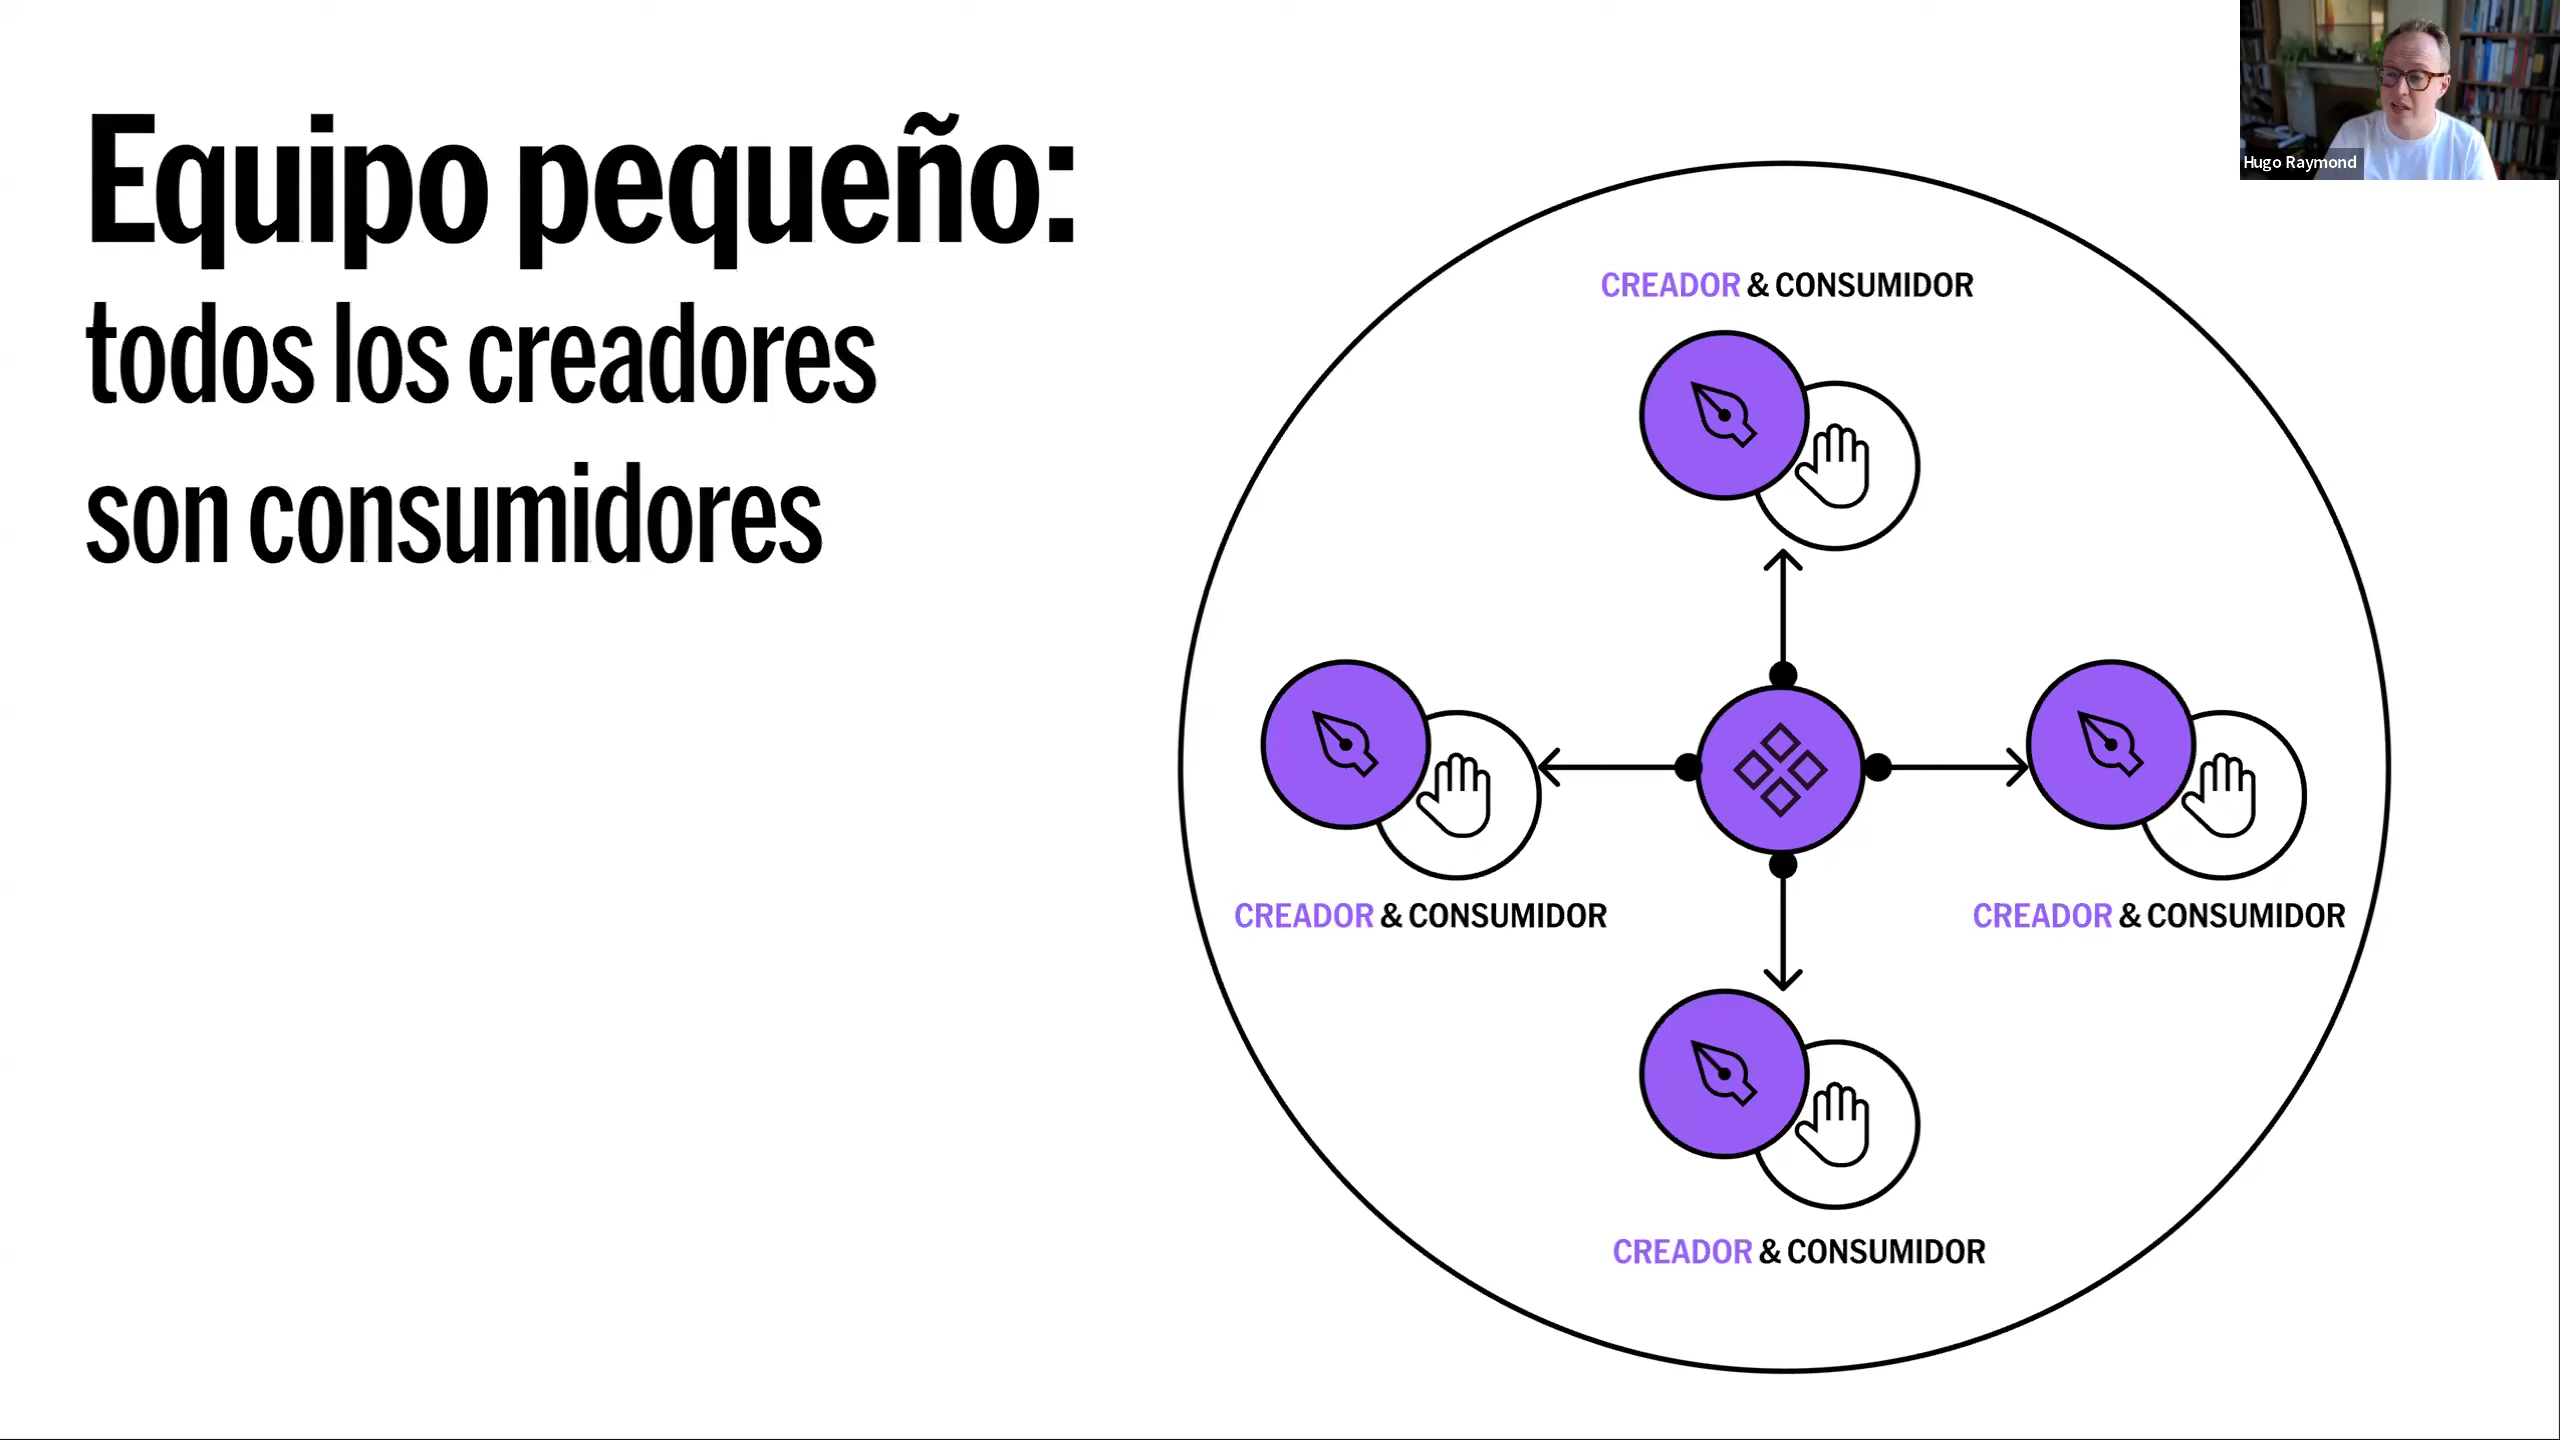 Equipo pequeño:
todos los creadores
son consumidores
Hugo Raymond
CREADOR & CONSUMIDOR
CREADOR & CONSUMIDOR
CREADOR & CONSUMIDOR
CREADOR & CONSUMIDOR